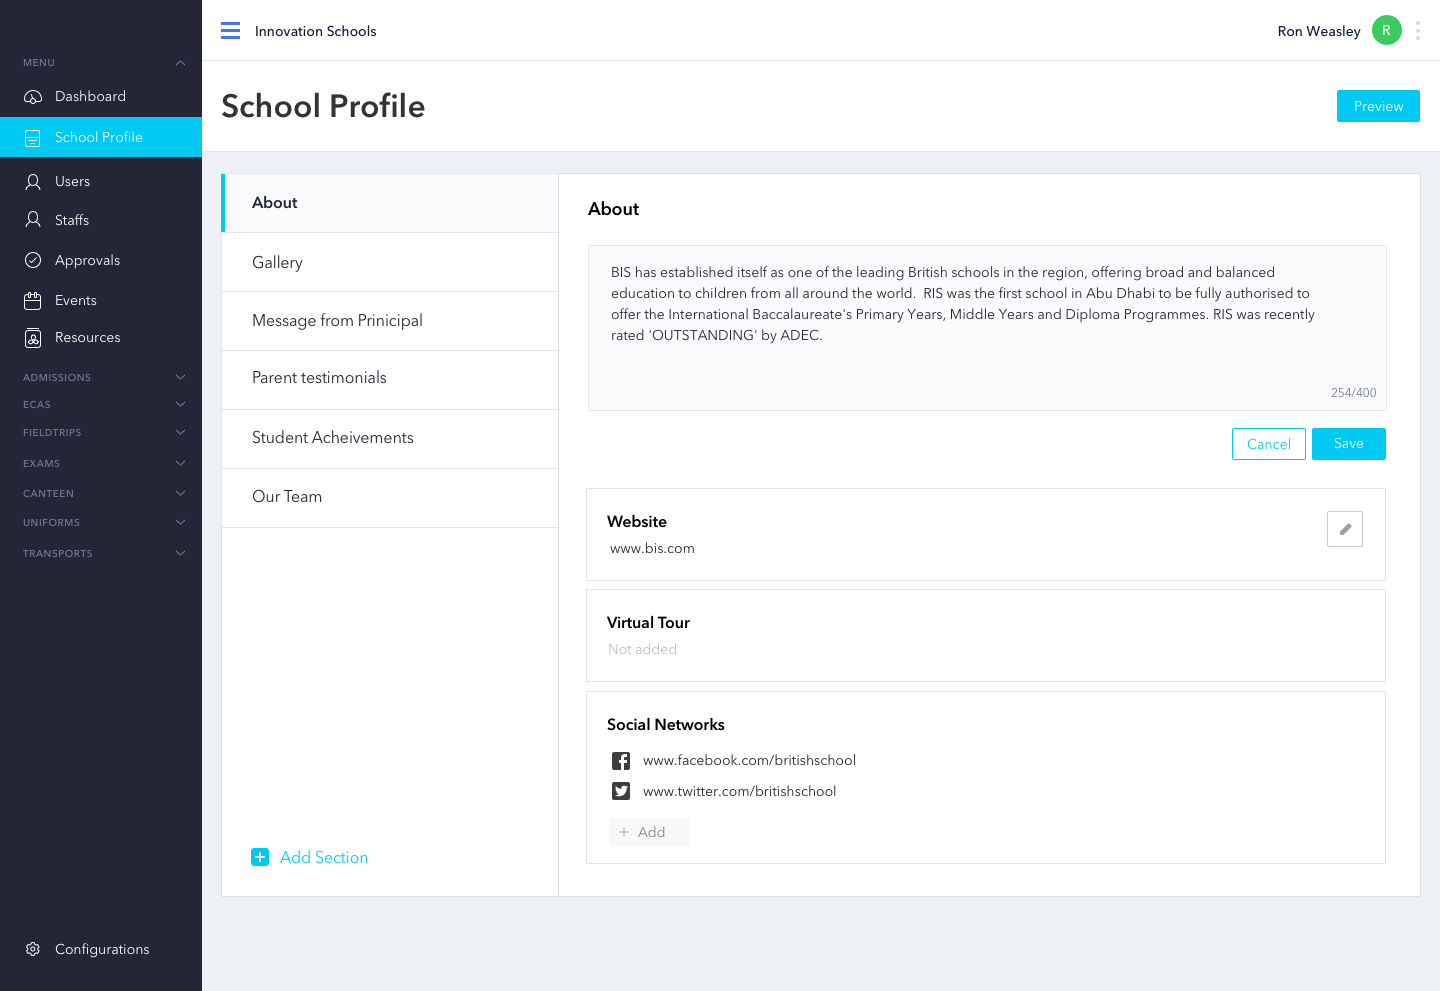 Innovation Schools
Ron Weasley
R
MENU
Dashboard
School Profile
Users
Staffs
Approvals
Events
Resources
ADMISSIONS
ECAS
FIELDTRIPS
EXAMS
CANTEEN
UNIFORMS
TRANSPORTS
Configurations
School Profile
Preview
About
Gallery
Message from Prinicipal
Parent testimonials
Student Acheivements
Our Team
Add Section
About
BIS has established itself as one of the leading British schools in the region, offering broad and balanced
education to children from all around the world.  RIS was the first school in Abu Dhabi to be fully authorised to
offer the International Baccalaureate's Primary Years, Middle Years and Diploma Programmes. RIS was recently
rated 'OUTSTANDING' by ADEC.
254/400
Cancel
Save
Website
www.bis.com
Virtual Tour
Not added
Social Networks
www.facebook.com/britishschool
www.twitter.com/britishschool
+ Add